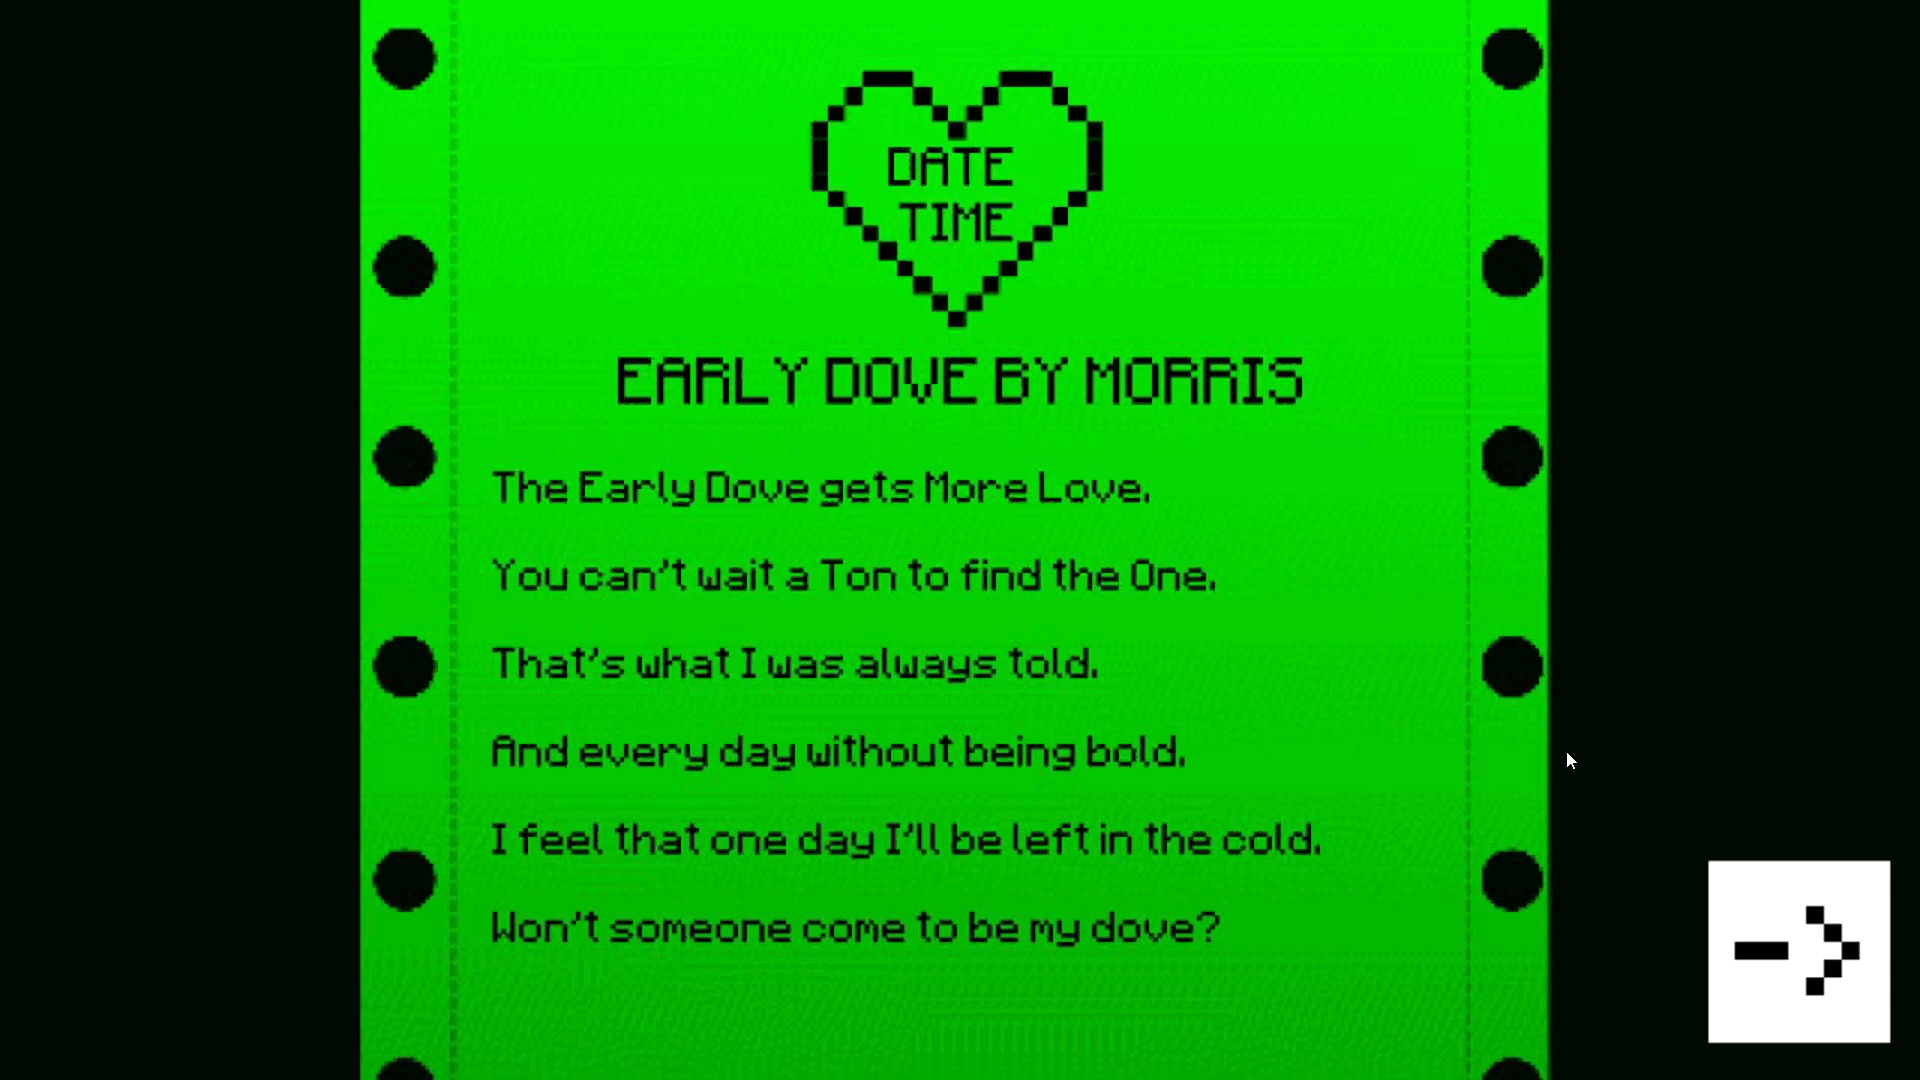 DATE
TIME
EARLY DOVE BY MORRIS
The Early Dove gets More Love.
You can't wait a Ton to find the One.
That's what I was always told.
And every day without being bold.
I feel that one day I'll be left in the cold.
Won't someone come to be my dove?